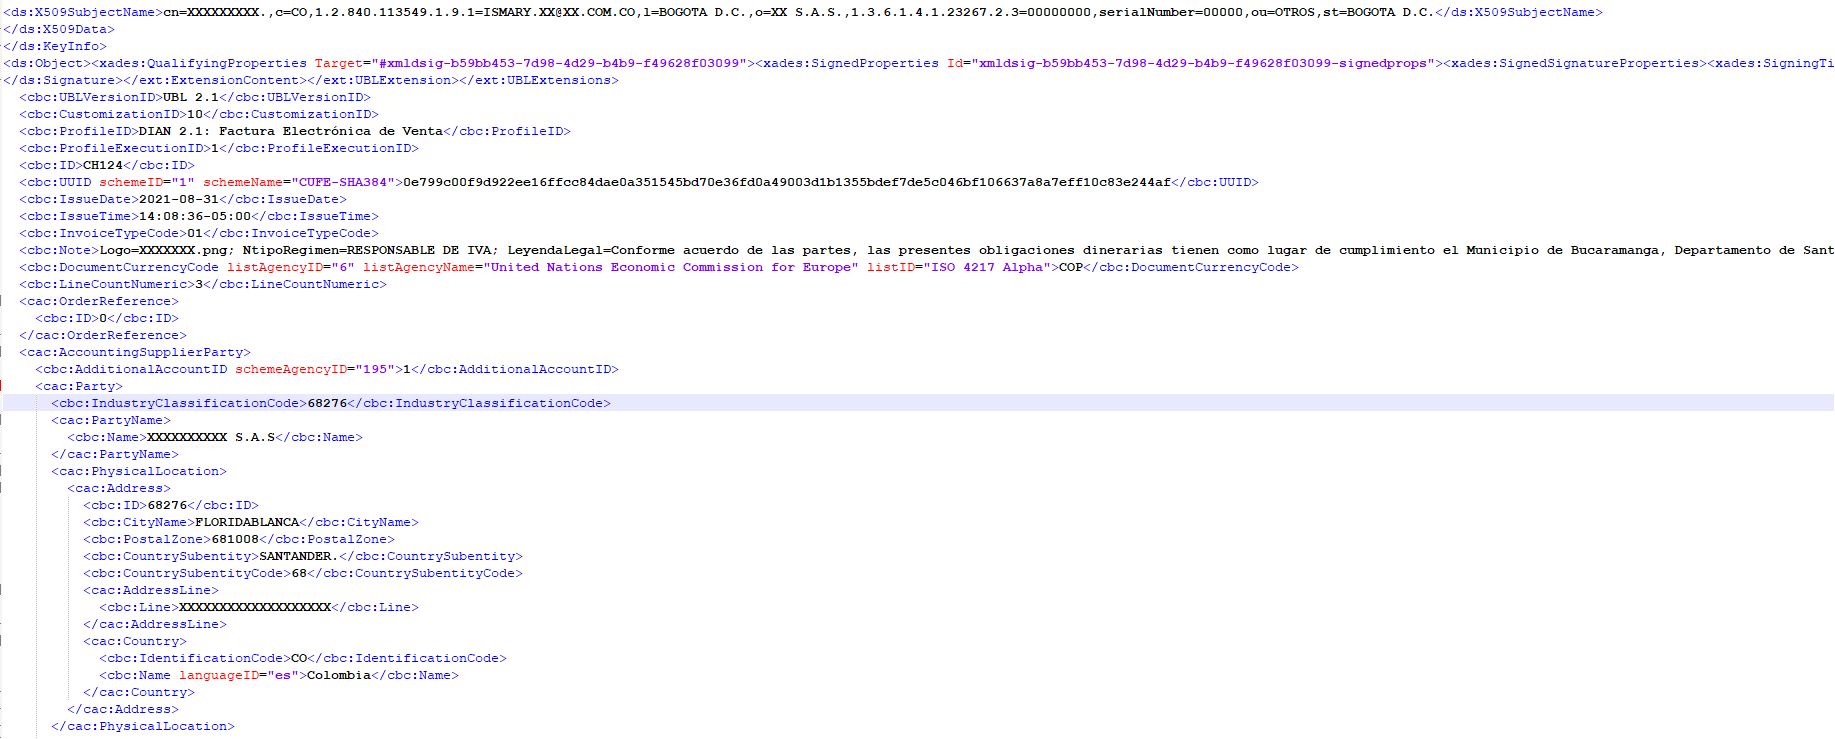 <ds:X509SubjectName>cn=XXXXXXXXX.,c=CO,1.2.840.113549.1.9.1=ISMARY.XX@XX.COM.CO,l=BOGOTA D.C.,o=XX S.A.S.,1.3.6.1.4.1.23267.2.3=00000000,serialNumber=00000,ou=OTROS,st=BOGOTA D.C.</ds:X509SubjectName>
</ds:X509Data>
</ds:KeyInfo>
<ds:Object><xades:QualifyingProperties Target="#xmldsig-b59bb453-7d98-4d29-b4b9-f49628f03099"><xades:SignedProperties Id="xmldsig-b59bb453-7d98-4d29-b4b9-f49628f03099-signedprops"><xades:SignedSignatureProperties><xades:SigningTi
</ds:Signature></ext:ExtensionContent></ext:UBLExtension></ext:UBLExtensions>
<cbc:UBLVersionID>UBL 2.1</cbc:UBLVersionID>
<cbc:CustomizationID>10</cbc:CustomizationID>
<cbc:ProfileID>DIAN 2.1: Factura Electrónica de Venta</cbc:ProfileID>
<cbc:ProfileExecutionID>1</cbc:ProfileExecutionID>
<cbc:ID>CH124</cbc:ID>
<cbc:UUID schemeID="1" schemeName="CUFE-SHA384">0e799c00f9d922ee16ffcc84dae0a351545bd70e36fd0a49003d1b1355bdef7de5c046bf106637a8a7eff10c83e244af</cbc:UUID>
<cbc:IssueDate>2021-08-31</cbc:IssueDate>
<cbc:IssueTime>14:08:36-05:00</cbc:IssueTime>
<cbc:InvoiceTypeCode>01</cbc:InvoiceTypeCode>
<cbc:Note>Logo=XXXXXXX.png; NtipoRegimen=RESPONSABLE DE IVA; LeyendaLegal=Conforme acuerdo de las partes, las presentes obligaciones dinerarias tienen como lugar de cumplimiento el Municipio de Bucaramanga, Departamento de Sant
<cbc:DocumentCurrencyCode listAgencyID="6" listAgencyName="United Nations Economic Commission for Europe" listID="ISO 4217 Alpha">COP</cbc:DocumentCurrencyCode>
<cbc:LineCountNumeric>3</cbc:LineCountNumeric>
<cac:OrderReference>
<cbc:ID>0</cbc:ID>
</cac:OrderReference>
<cac:AccountingSupplierParty>
<cbc:AdditionalAccountID schemeAgencyID="195">1</cbc:AdditionalAccountID>
<cac:Party>
<cbc:IndustryClassificationCode>68276</cbc:IndustryClassificationCode>
<cac:PartyName>
<cbc:Name>XXXXXXXXXX S.A.S</cbc:Name>
</cac:PartyName>
<cac:PhysicalLocation>
<cac:Address>
<cbc:ID>68276</cbc:ID>
<cbc:CityName>FLORIDABLANCA</cbc:CityName>
<cbc:PostalZone>681008</cbc:PostalZone>
<cbc:CountrySubentity>SANTANDER.</cbc:CountrySubentity>
<cbc:CountrySubentityCode>68</cbc:CountrySubentityCode>
<cac:AddressLine>
<cbc:Line>XXXXXXXXXXXXXXXXXXX</cbc:Line>
</cac:AddressLine>
<cac:Country>
<cbc:IdentificationCode>CO</cbc:IdentificationCode>
<cbc:Name languageID="es">Colombia</cbc:Name>
</cac:Country>
</cac:Address>
</cac:PhysicalLocation>